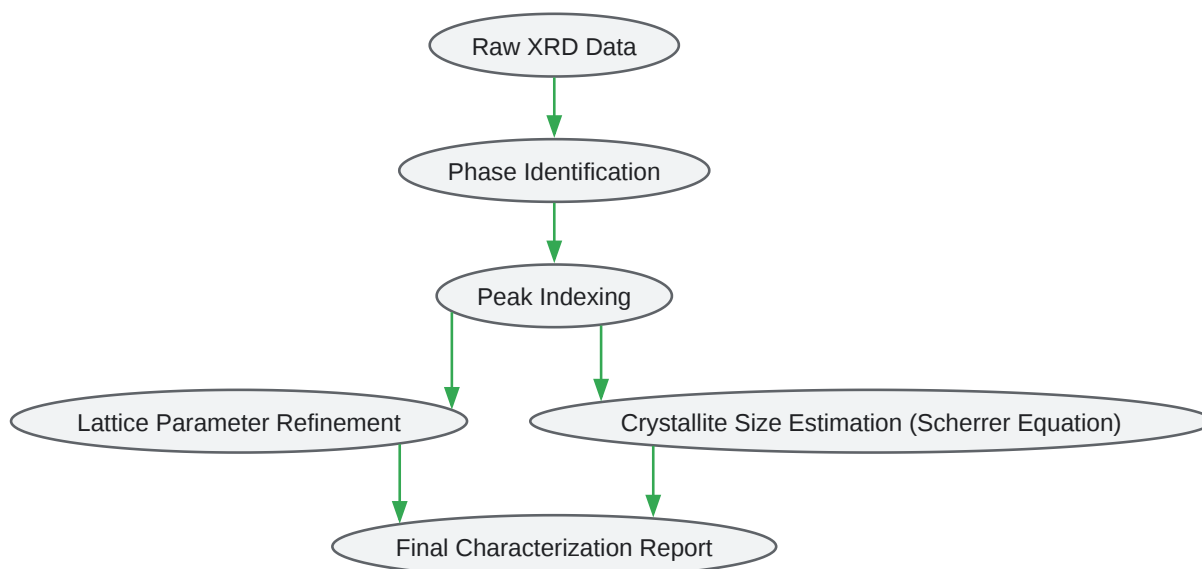 Raw XRD Data
Phase Identification
Peak Indexing
Lattice Parameter Refinement
Crystallite Size Estimation (Scherrer Equation)
Final Characterization Report